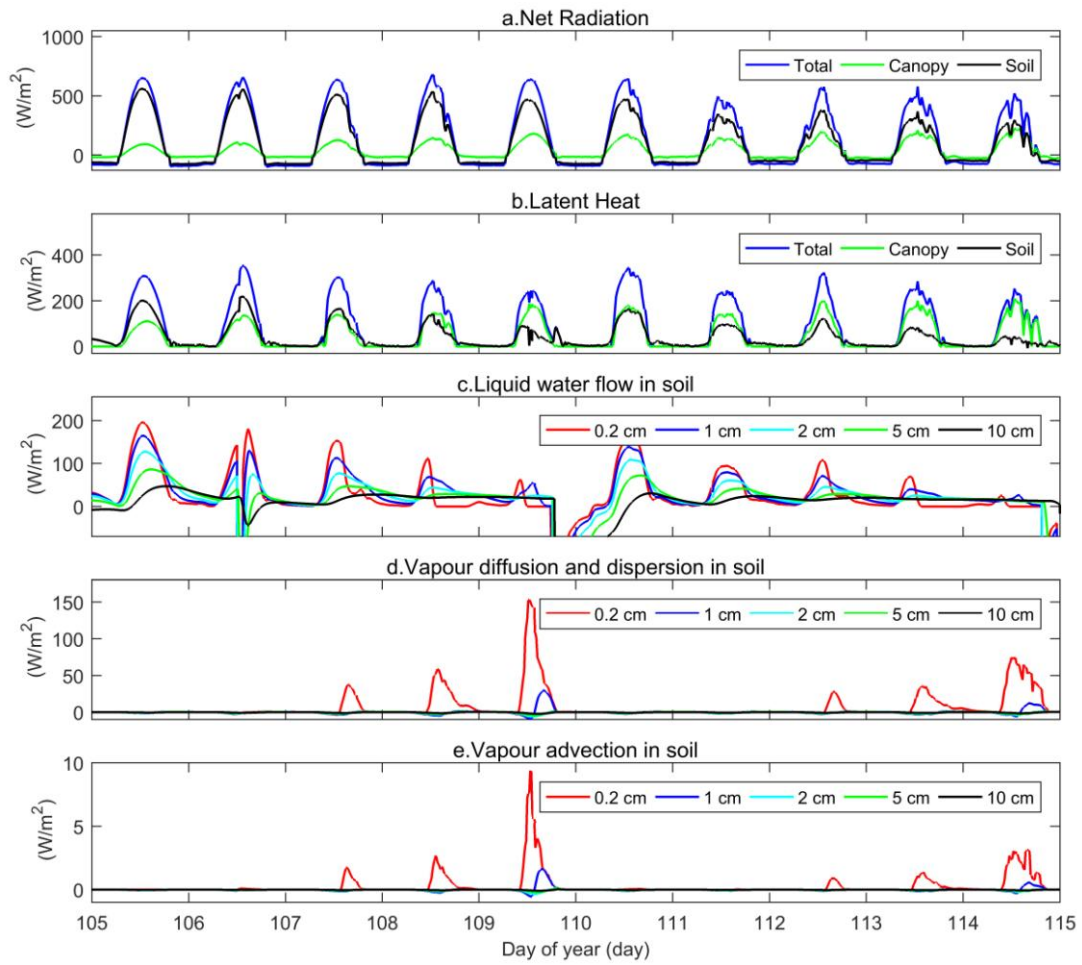 a.Net Radiation
1000
500
0
(W/m²)
Total Canopy Soil
b.Latent Heat
400
200
0
(W/m²)
Total Canopy Soil
c.Liquid water flow in soil
200
100
0
(W/m²)
0.2 cm 1 cm 2 cm 5 cm 10 cm
d.Vapour diffusion and dispersion in soil
150
100
50
0
(W/m²)
0.2 cm 1 cm 2 cm 5 cm 10 cm
e.Vapour advection in soil
10
5
0
(W/m²)
0.2 cm 1 cm 2 cm 5 cm 10 cm
105 106 107 108 109 110 111 112 113 114 115
Day of year (day)